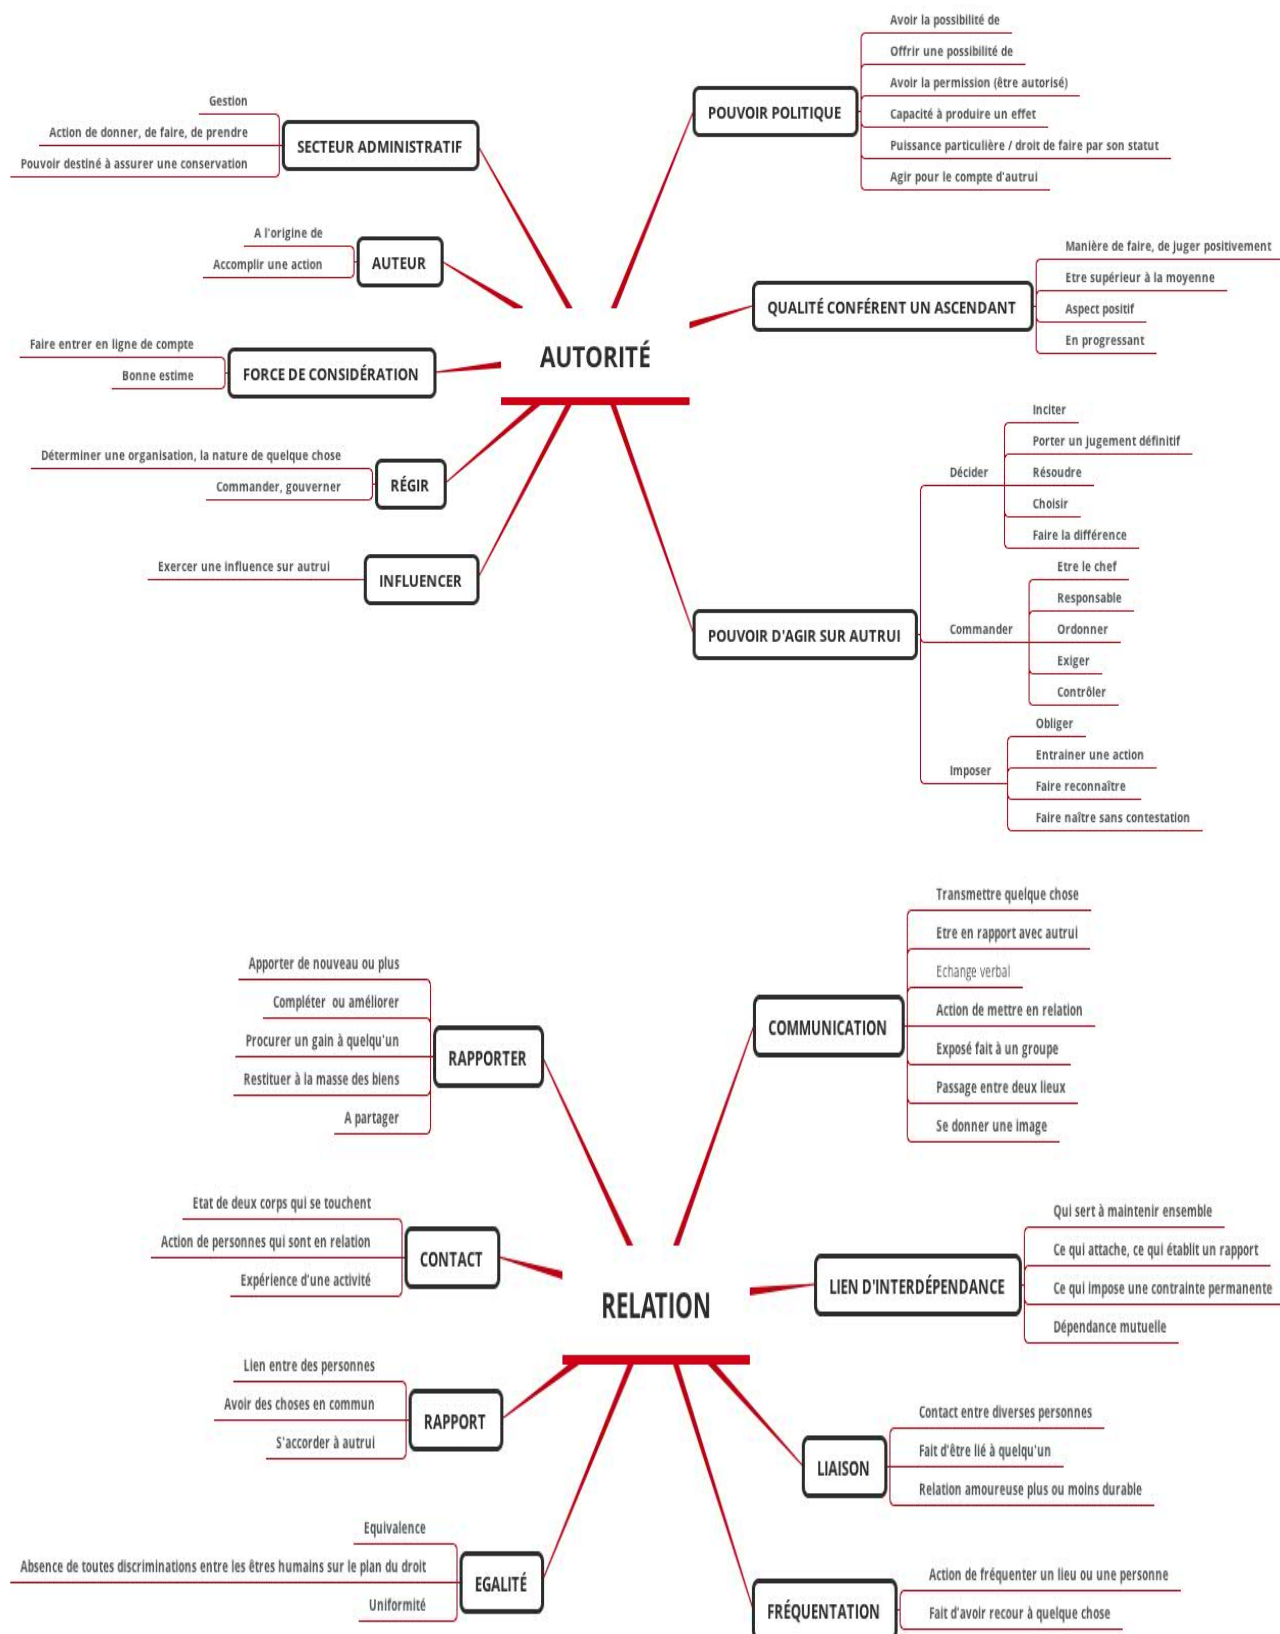 AUTORITÉ
SECTEUR ADMINISTRATIF
Gestion
Action de donner, de faire, de prendre
Pouvoir destiné à assurer une conservation
AUTEUR
A l'origine de
Accomplir une action
FORCE DE CONSIDÉRATION
Faire entrer en ligne de compte
Bonne estime
RÉGIR
Déterminer une organisation, la nature de quelque chose
Commander, gouverner
INFLUENCER
Exercer une influence sur autrui
POUVOIR POLITIQUE
Avoir la possibilité de
Offrir une possibilité de
Avoir la permission (être autorisé)
Capacité à produire un effet
Puissance particulière / droit de faire par son statut
Agir pour le compte d'autrui
QUALITÉ CONFÉRENT UN ASCENDANT
Manière de faire, de juger positivement
Etre supérieur à la moyenne
Aspect positif
En progressant
POUVOIR D'AGIR SUR AUTRUI
Décider
Inciter
Porter un jugement définitif
Résoudre
Choisir
Faire la différence
Commander
Etre le chef
Responsable
Ordonner
Exiger
Contrôler
Imposer
Obliger
Entrainer une action
Faire reconnaître
Faire naître sans contestation
RELATION
RAPPORTER
Apporter de nouveau ou plus
Compléter ou améliorer
Procurer un gain à quelqu'un
Restituer à la masse des biens
A partager
CONTACT
Etat de deux corps qui se touchent
Action de personnes qui sont en relation
Expérience d'une activité
RAPPORT
Lien entre des personnes
Avoir des choses en commun
S'accorder à autrui
EGALITÉ
Equivalence
Absence de toutes discriminations entre les êtres humains sur le plan du droit
Uniformité
COMMUNICATION
Transmettre quelque chose
Etre en rapport avec autrui
Echange verbal
Action de mettre en relation
Exposé fait à un groupe
Passage entre deux lieux
Se donner une image
LIEN D'INTERDÉPENDANCE
Qui sert à maintenir ensemble
Ce qui attache, ce qui établit un rapport
Ce qui impose une contrainte permanente
Dépendance mutuelle
LIAISON
Contact entre diverses personnes
Fait d'être lié à quelqu'un
Relation amoureuse plus ou moins durable
FRÉQUENTATION
Action de fréquenter un lieu ou une personne
Fait d'avoir recour à quelque chose